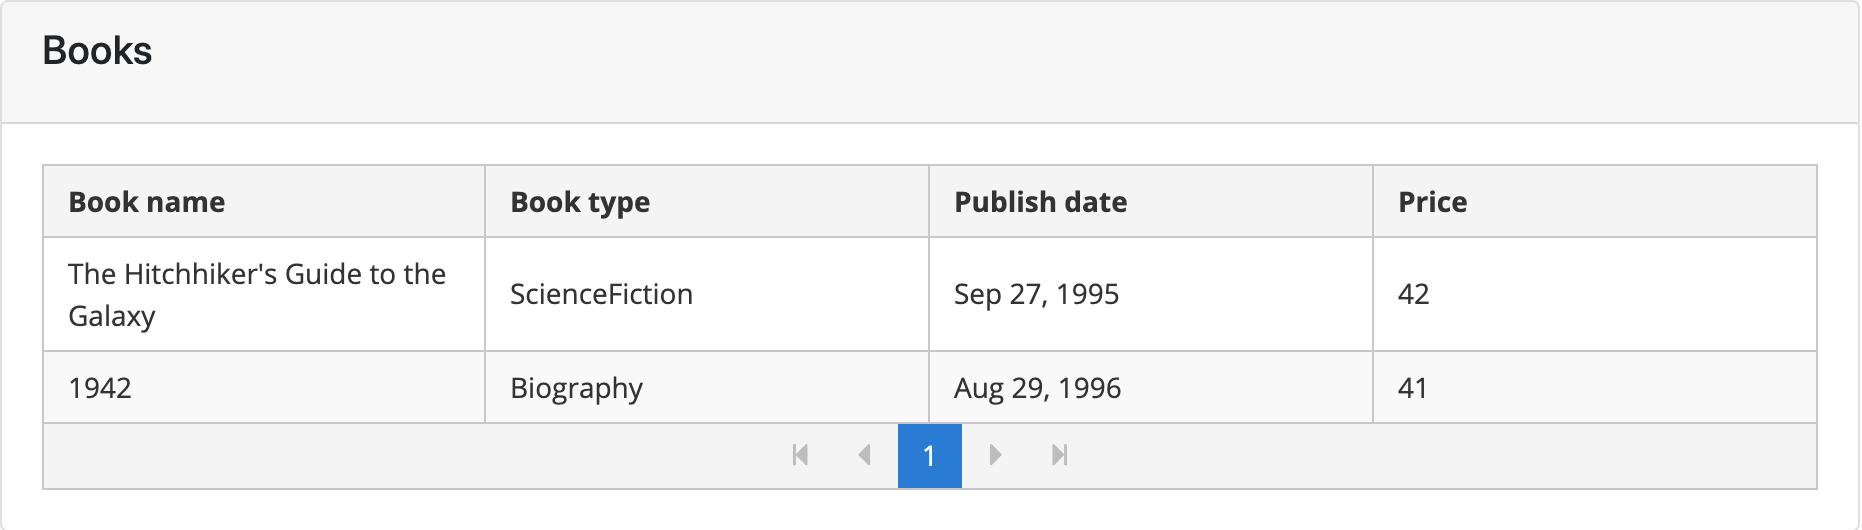 Books
Book name Book type Publish date Price
The Hitchhiker's Guide to the
Galaxy
ScienceFiction Sep 27, 1995 42
1942 Biography Aug 29, 1996 41
1